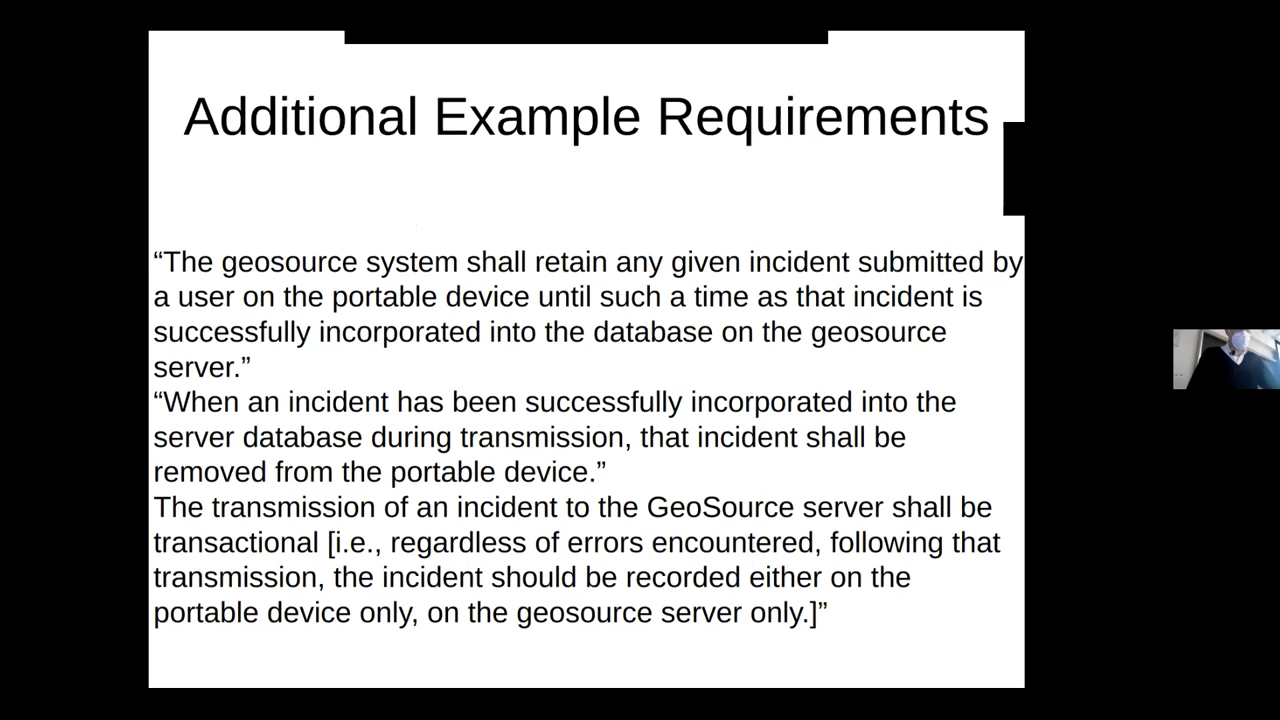 Additional Example Requirements
“The geosource system shall retain any given incident submitted by
a user on the portable device until such a time as that incident is
successfully incorporated into the database on the geosource
server.”
“When an incident has been successfully incorporated into the
server database during transmission, that incident shall be
removed from the portable device.”
The transmission of an incident to the GeoSource server shall be
transactional [i.e., regardless of errors encountered, following that
transmission, the incident should be recorded either on the
portable device only, on the geosource server only.]”